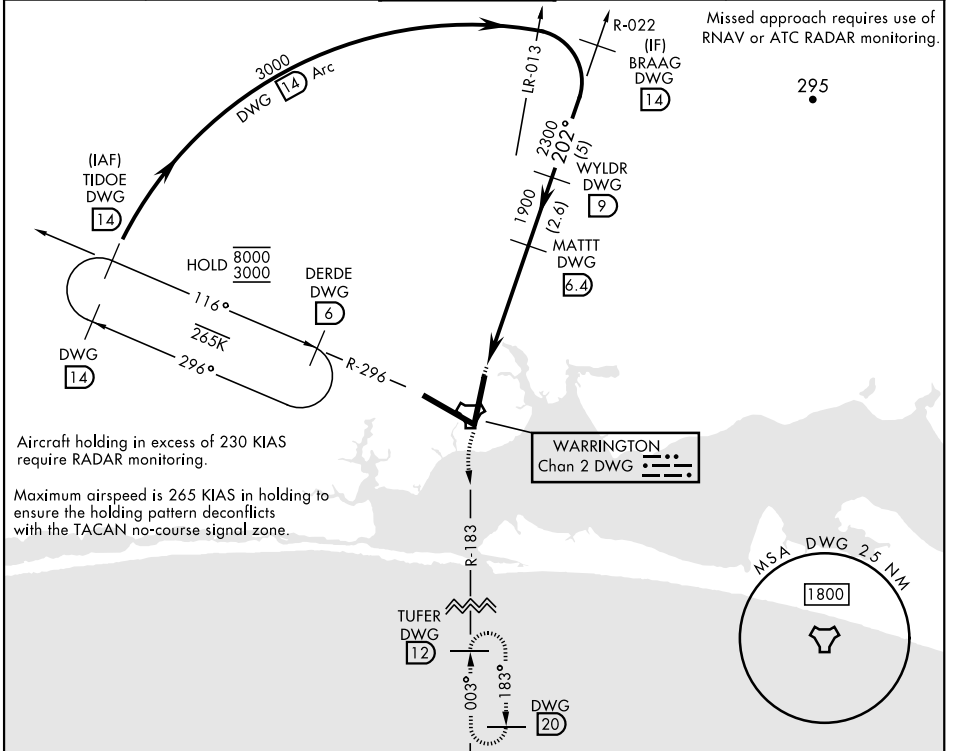 Missed approach requires use of
RNAV or ATC RADAR monitoring.
R-022
(IF)
BRAAG
DWG
14
295
3000
DWG 14 Arc
LR-013
2300
202°
(5)
WYLDR
DWG
9
1900
(2.6)
MATTT
DWG
6.4
(IAF)
TIDOE
DWG
14
HOLD 8000
3000
DERDE
DWG
6
116°
265K
296°
R-296
DWG
14
Aircraft holding in excess of 230 KIAS
require RADAR monitoring.
Maximum airspeed is 265 KIAS in holding to
ensure the holding pattern deconflicts
with the TACAN no-course signal zone.
WARRINGTON
Chan 2 DWG
R-183
TUFER
DWG
12
003°
183°
DWG
20
MSA DWG 25 NM
1800